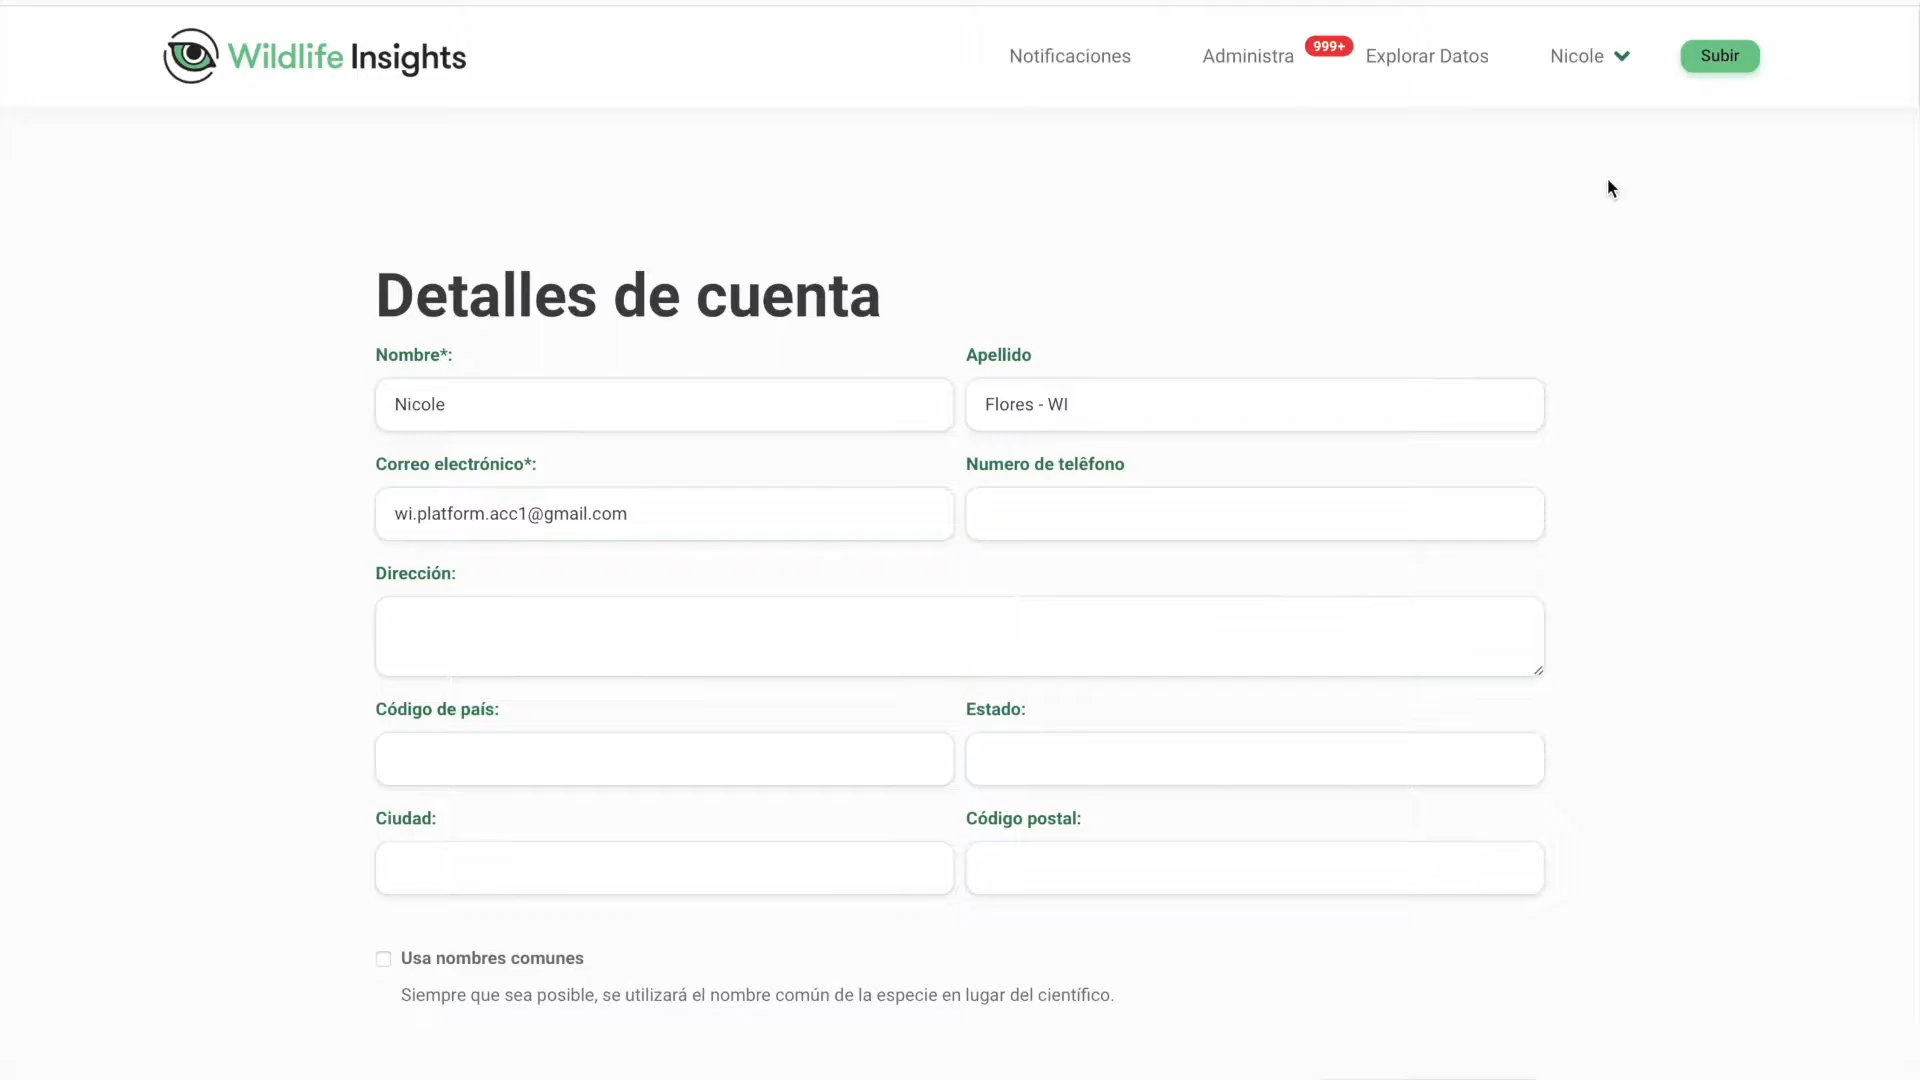 Wildlife Insights
Notificaciones
Administra 999+
Explorar Datos
Nicole
Subir
Detalles de cuenta
Nombre*:
Apellido
Nicole
Flores - WI
Correo electrónico*:
Numero de telêfono
wi.platform.acc1@gmail.com
Dirección:
Código de país:
Estado:
Ciudad:
Código postal:
Usa nombres comunes
Siempre que sea posible, se utilizará el nombre común de la especie en lugar del científico.